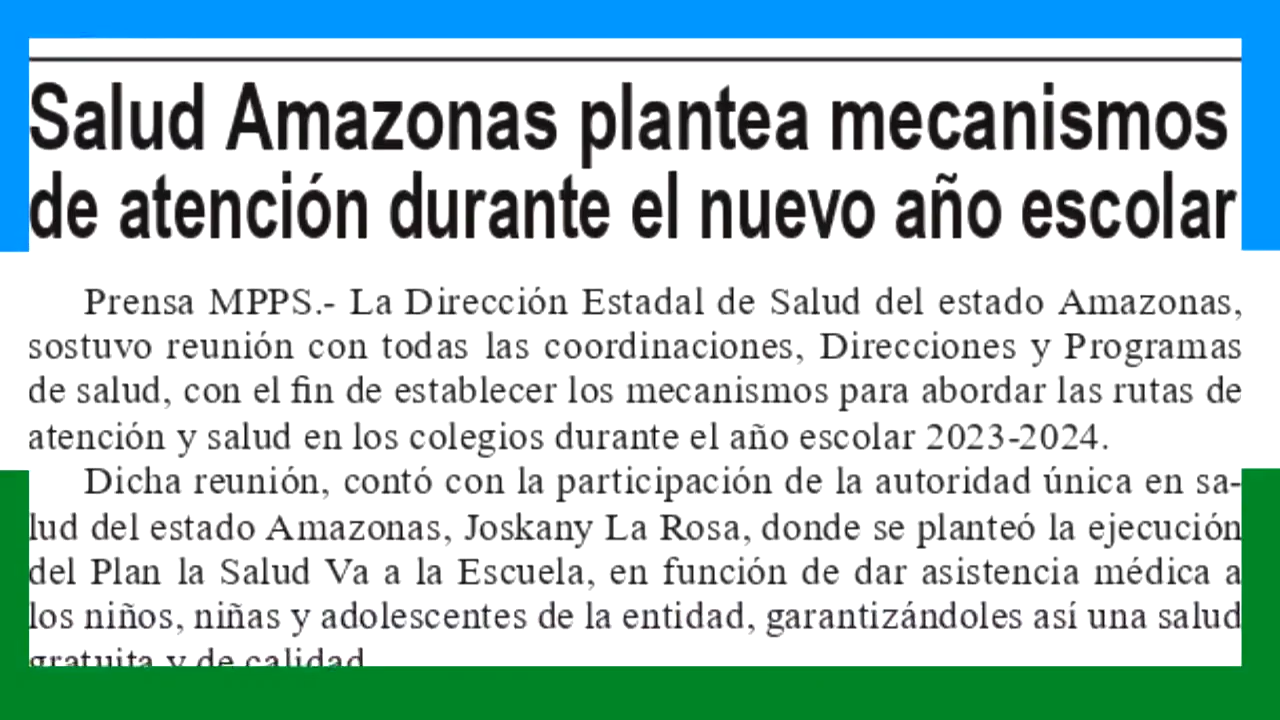 Salud Amazonas plantea mecanismos
de atención durante el nuevo año escolar
Prensa MPPS.- La Dirección Estadal de Salud del estado Amazonas,
sostuvo reunión con todas las coordinaciones, Direcciones y Programas
de salud, con el fin de establecer los mecanismos para abordar las rutas de
atención y salud en los colegios durante el año escolar 2023-2024.
Dicha reunión, contó con la participación de la autoridad única en sa-
lud del estado Amazonas, Joskany La Rosa, donde se planteó la ejecución
del Plan la Salud Va a la Escuela, en función de dar asistencia médica a
los niños, niñas y adolescentes de la entidad, garantizándoles así una salud
gratuita y de calidad